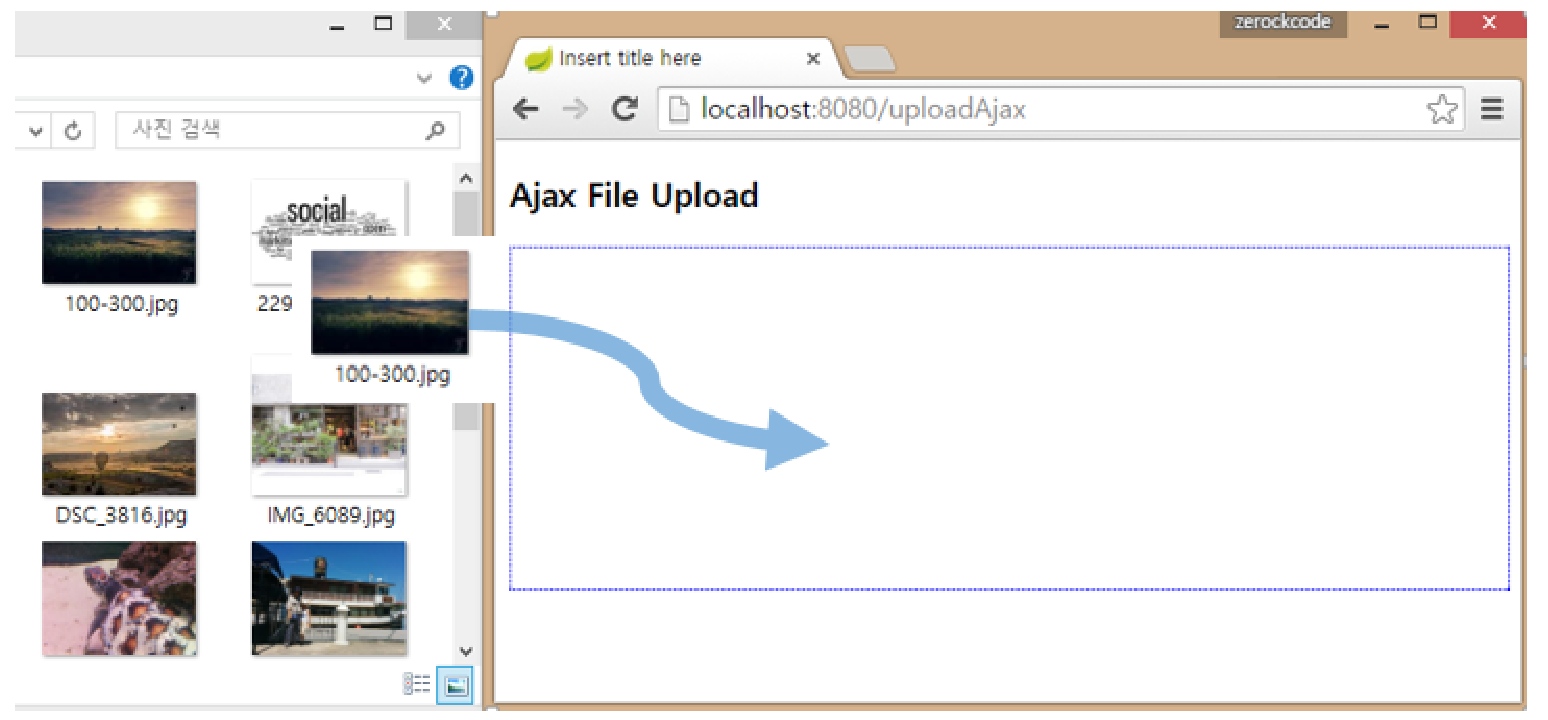 사진 검색
100-300.jpg
social
229
100-300.jpg
DSC_3816.jpg
IMG_6089.jpg
zerockcode
Insert title here
localhost:8080/uploadAjax
Ajax File Upload